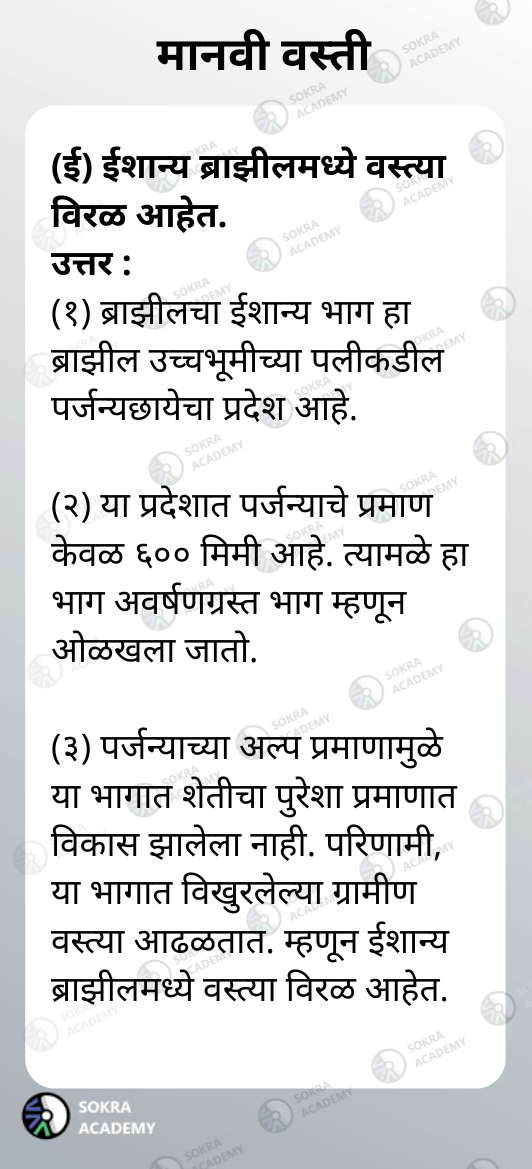 मानवी वस्ती
(ई) ईशान्य ब्राझीलमध्ये वस्त्या
विरळ आहेत.
उत्तर :
(१) ब्राझीलचा ईशान्य भाग हा
ब्राझील उच्चभूमीच्या पलीकडील
पर्जन्यछायेचा प्रदेश आहे.
(२) या प्रदेशात पर्जन्याचे प्रमाण
केवळ ६०० मिमी आहे. त्यामळे हा
भाग अवर्षणग्रस्त भाग म्हणून
ओळखला जातो.
(३) पर्जन्याच्या अल्प प्रमाणामुळे
या भागात शेतीचा पुरेशा प्रमाणात
विकास झालेला नाही. परिणामी,
या भागात विखुरलेल्या ग्रामीण
वस्त्या आढळतात. म्हणून ईशान्य
ब्राझीलमध्ये वस्त्या विरळ आहेत.
SOKRA
ACADEMY